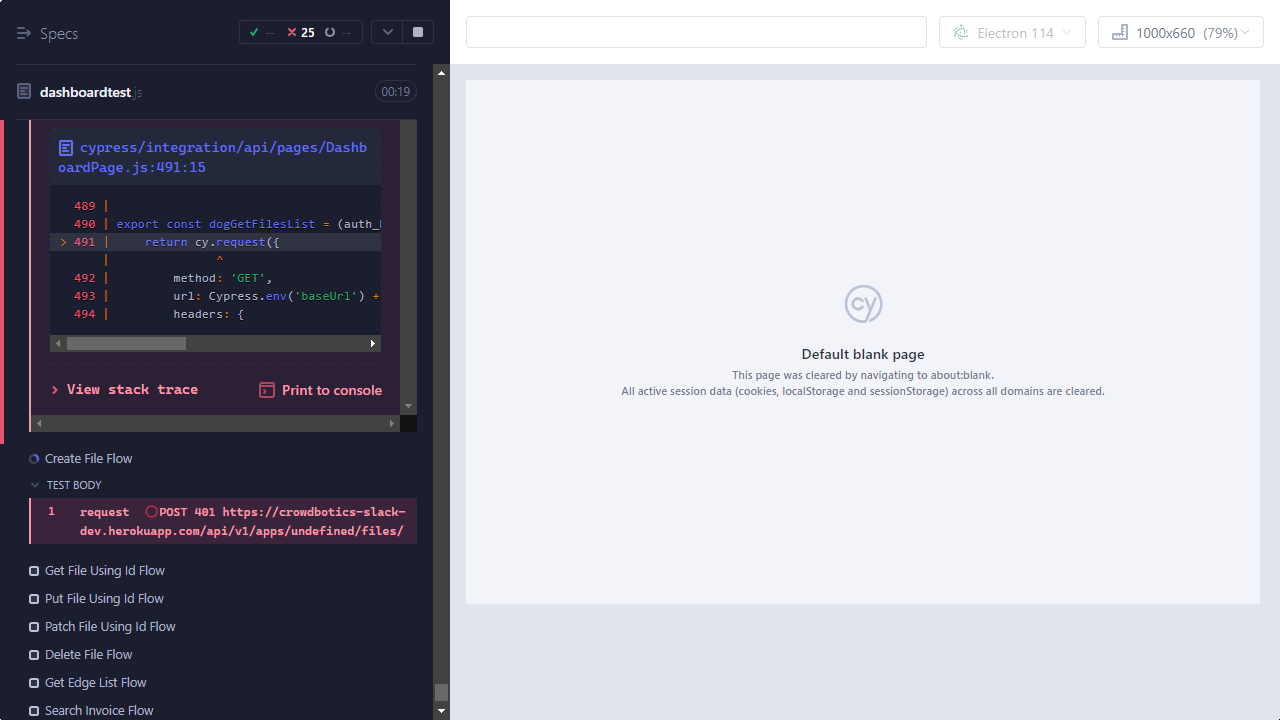 Specs
-- 25 --
Electron 114
1000x660 (79%)
dashboardtest.js
00:19
cypress/integration/api/pages/Dashb
oardPage.js:491:15
489 |
490 | export const dogGetFilesList = (auth_
> 491 | return cy.request({
| ^
492 | method: 'GET',
493 | url: Cypress.env('baseUrl') +
494 | headers: {
View stack trace
Print to console
Create File Flow
TEST BODY
1 request POST 401 https://crowdbotics-slack-
dev.herokuapp.com/api/v1/apps/undefined/files/
Get File Using Id Flow
Put File Using Id Flow
Patch File Using Id Flow
Delete File Flow
Get Edge List Flow
Search Invoice Flow
cy
Default blank page
This page was cleared by navigating to about:blank.
All active session data (cookies, localStorage and sessionStorage) across all domains are cleared.